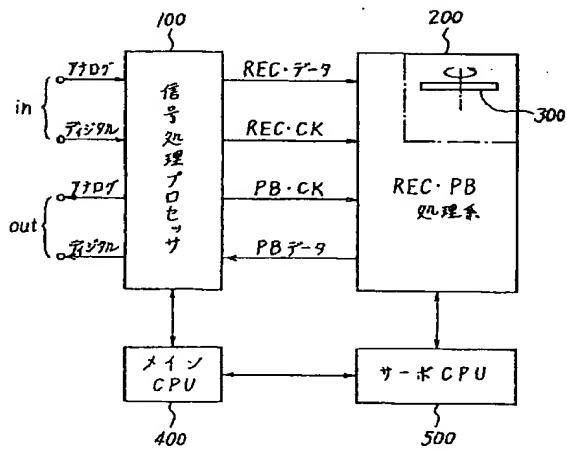 100
200
アナログ
in
ディジタル
アナログ
out
ディジタル
信号処理プロセッサ
REC・データ
REC・CK
PB・CK
PBデータ
300
REC・PB
処理系
メイン
CPU
サーボCPU
400
500